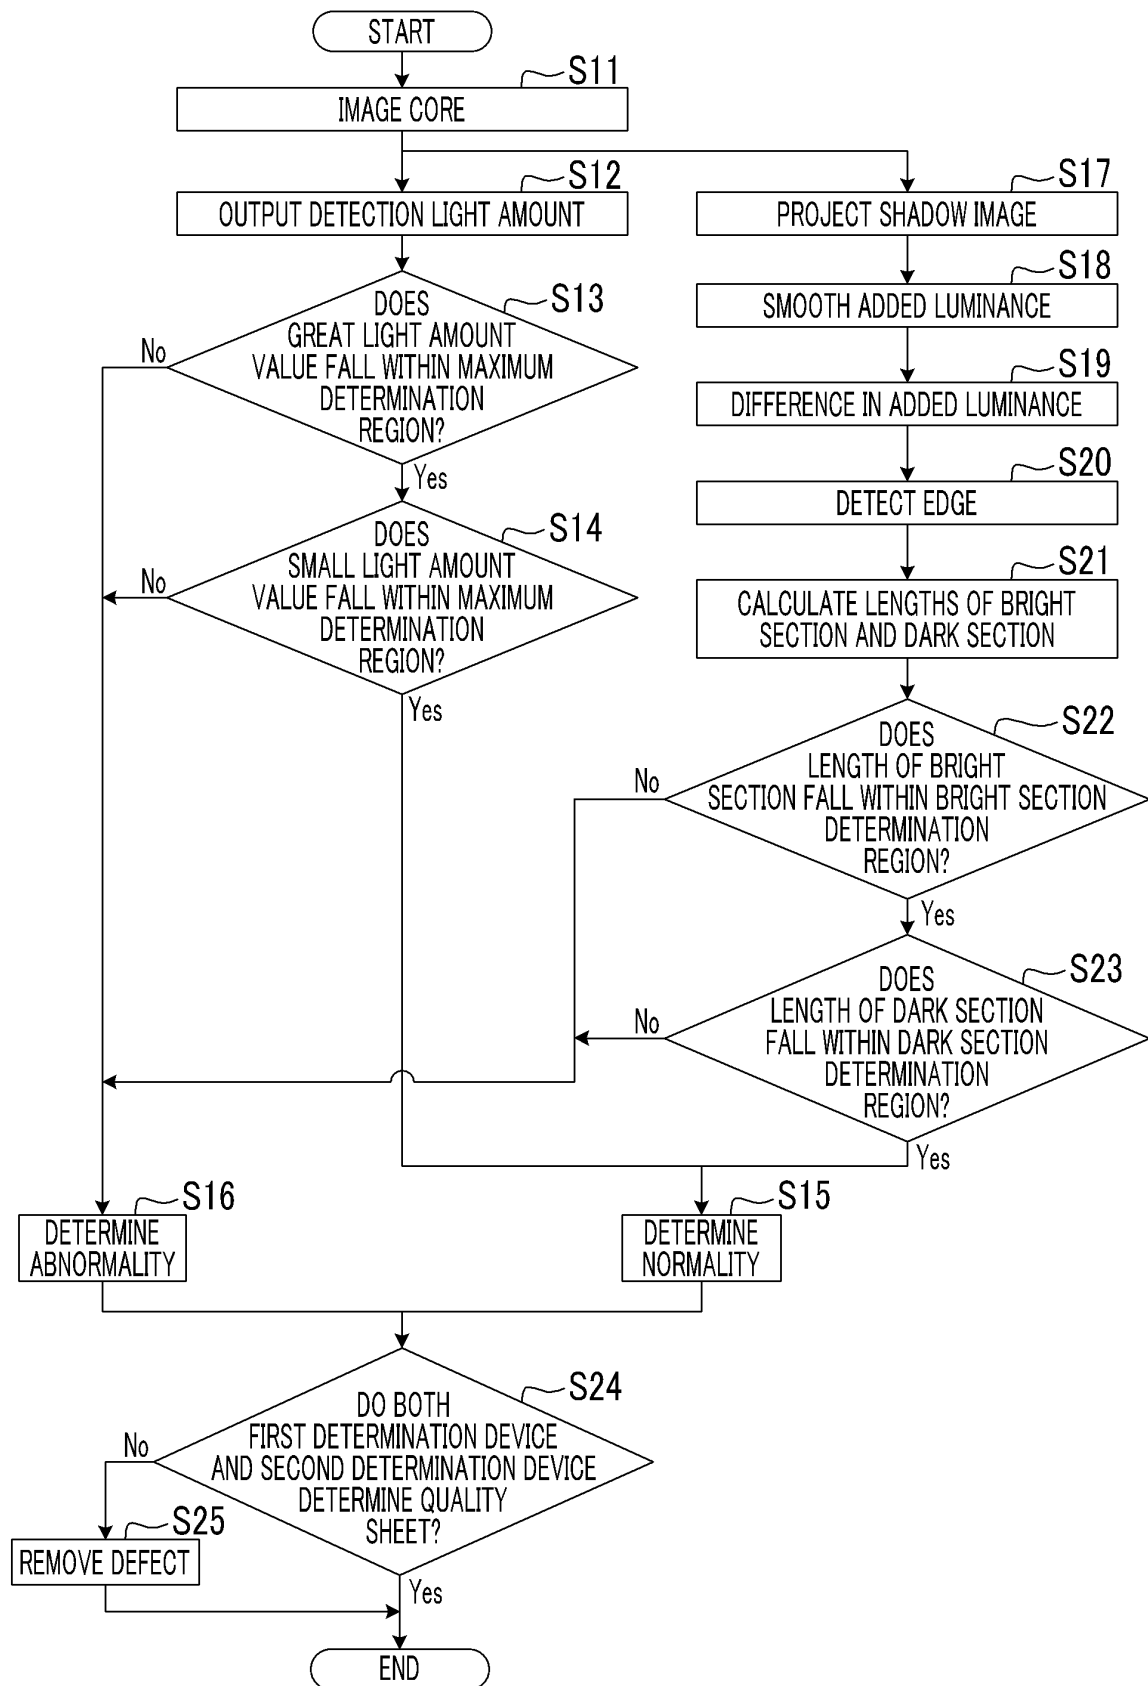 START
S11
IMAGE CORE
S12
OUTPUT DETECTION LIGHT AMOUNT
S13
DOES
GREAT LIGHT AMOUNT
VALUE FALL WITHIN MAXIMUM
DETERMINATION
REGION?
No
Yes
S14
DOES
SMALL LIGHT AMOUNT
VALUE FALL WITHIN MAXIMUM
DETERMINATION
REGION?
No
Yes
S17
PROJECT SHADOW IMAGE
S18
SMOOTH ADDED LUMINANCE
S19
DIFFERENCE IN ADDED LUMINANCE
S20
DETECT EDGE
S21
CALCULATE LENGTHS OF BRIGHT
SECTION AND DARK SECTION
S22
DOES
LENGTH OF BRIGHT
SECTION FALL WITHIN BRIGHT SECTION
DETERMINATION
REGION?
No
Yes
S23
DOES
LENGTH OF DARK SECTION
FALL WITHIN DARK SECTION
DETERMINATION
REGION?
No
Yes
S16
DETERMINE
ABNORMALITY
S15
DETERMINE
NORMALITY
S24
DO BOTH
FIRST DETERMINATION DEVICE
AND SECOND DETERMINATION DEVICE
DETERMINE QUALITY
SHEET?
No
Yes
S25
REMOVE DEFECT
END